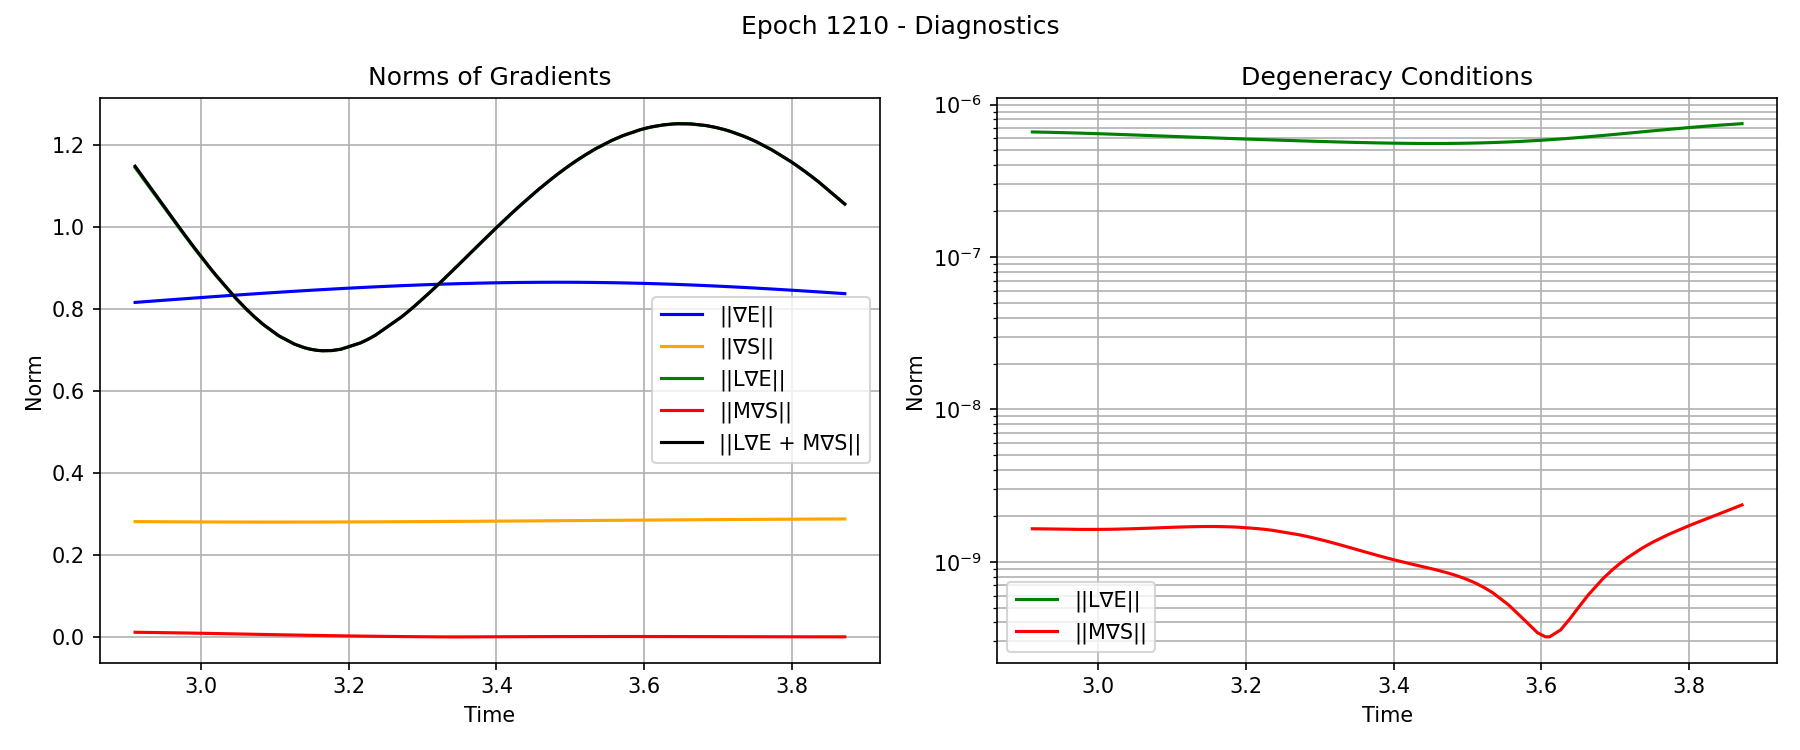 Epoch 1210 - Diagnostics
Norms of Gradients
Norm
1.2
1.0
0.8
0.6
0.4
0.2
0.0
3.0 3.2 3.4 3.6 3.8
Time
||∇E||
||∇S||
||L∇E||
||M∇S||
||L∇E + M∇S||
Degeneracy Conditions
Norm
10⁻⁶
10⁻⁷
10⁻⁸
10⁻⁹
3.0 3.2 3.4 3.6 3.8
Time
||L∇E||
||M∇S||